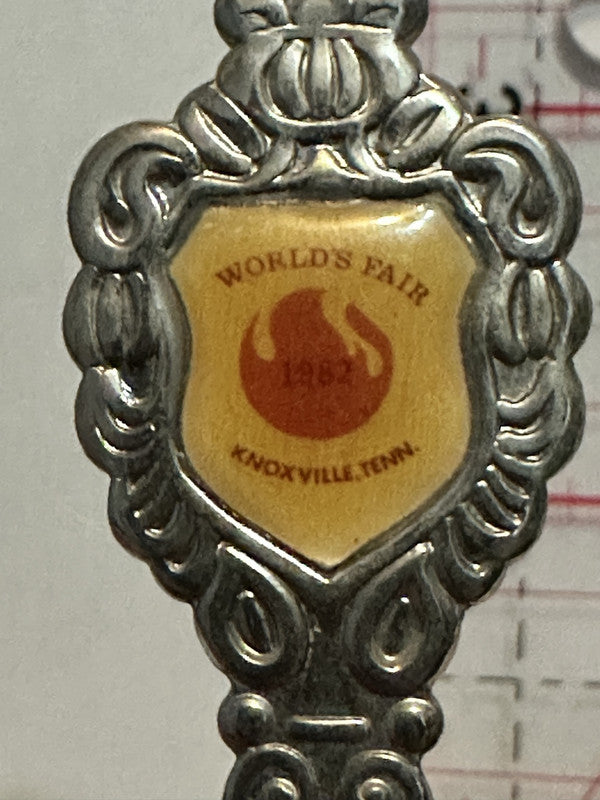 WORLD'S FAIR
1982
KNOXVILLE, TENN.